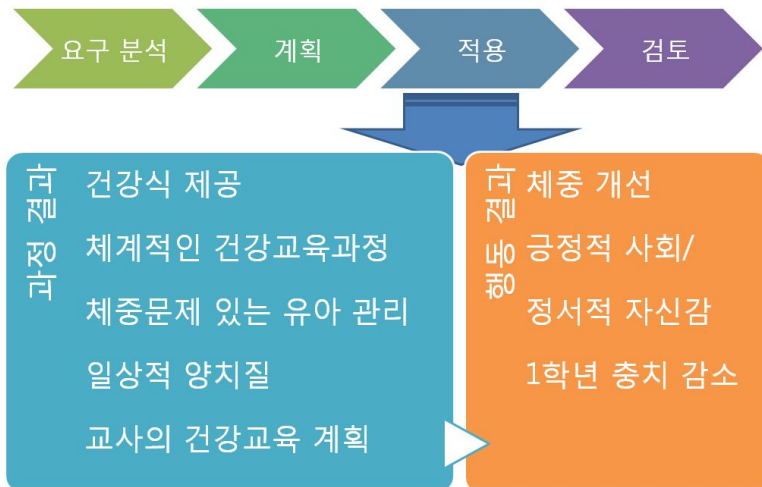 요구 분석
계획
적용
검토
과정 결과
건강식 제공
체계적인 건강교육과정
체중문제 있는 유아 관리
일상적 양치질
교사의 건강교육 계획
행동 결과
체중 개선
긍정적 사회/
정서적 자신감
1학년 충치 감소